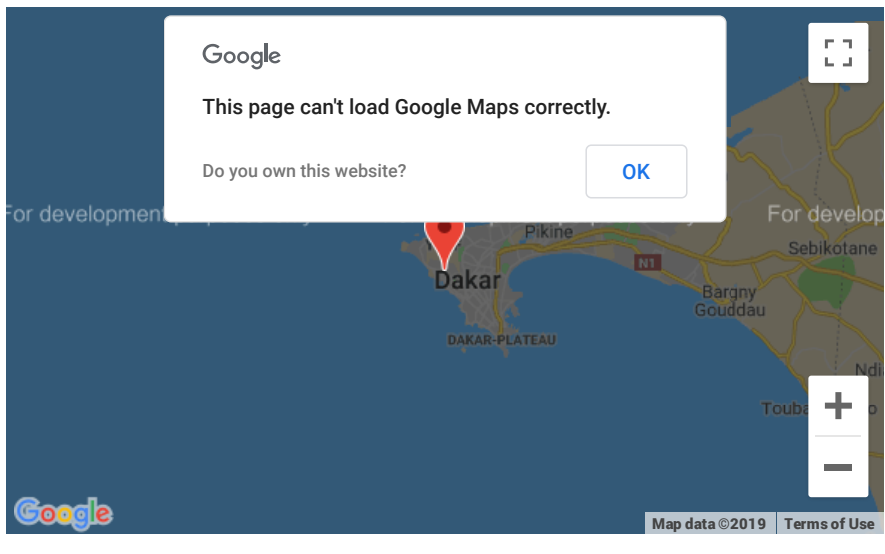 Google
This page can't load Google Maps correctly.
Do you own this website?
OK
For development
For develop
Pikine
Sebikotane
N1
Dakar
Bargny
Gouddau
DAKAR-PLATEAU
Ndi
Touba
o
+
−
Google
Map data ©2019
Terms of Use